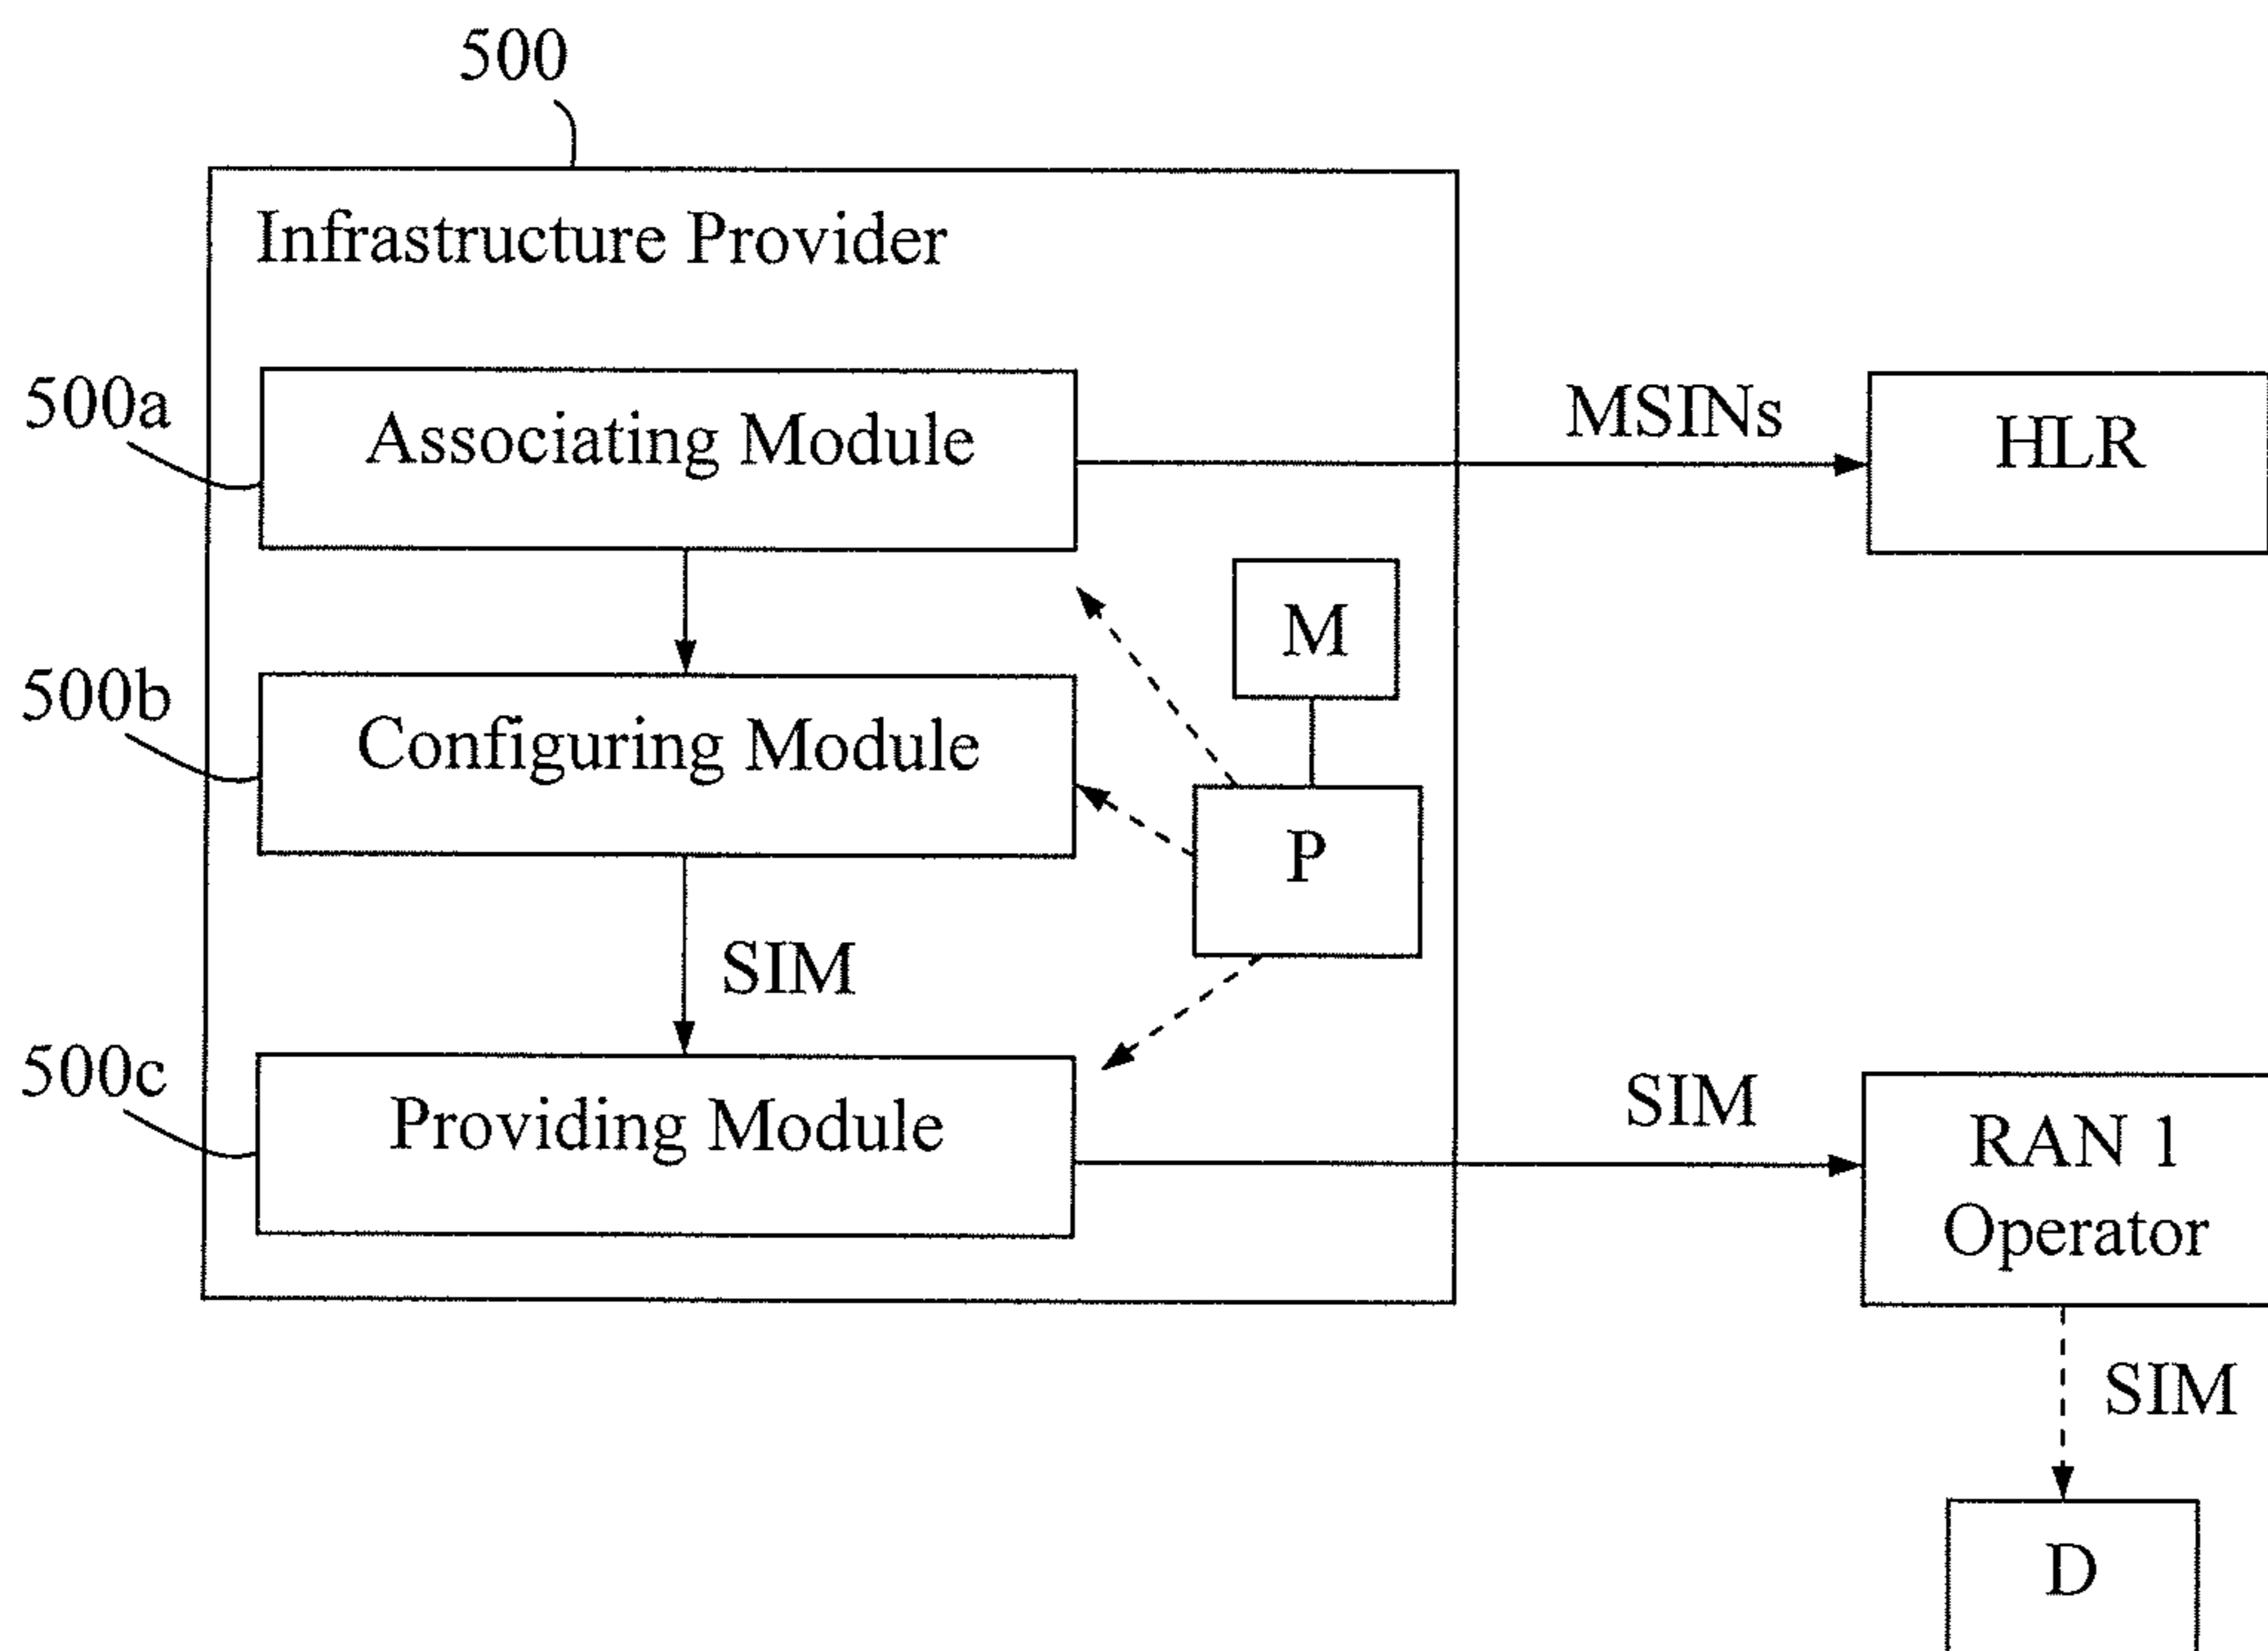 500
Infrastructure Provider
500a
Associating Module
MSINs
HLR
M
500b
Configuring Module
P
SIM
500c
Providing Module
SIM
RAN 1
Operator
SIM
D